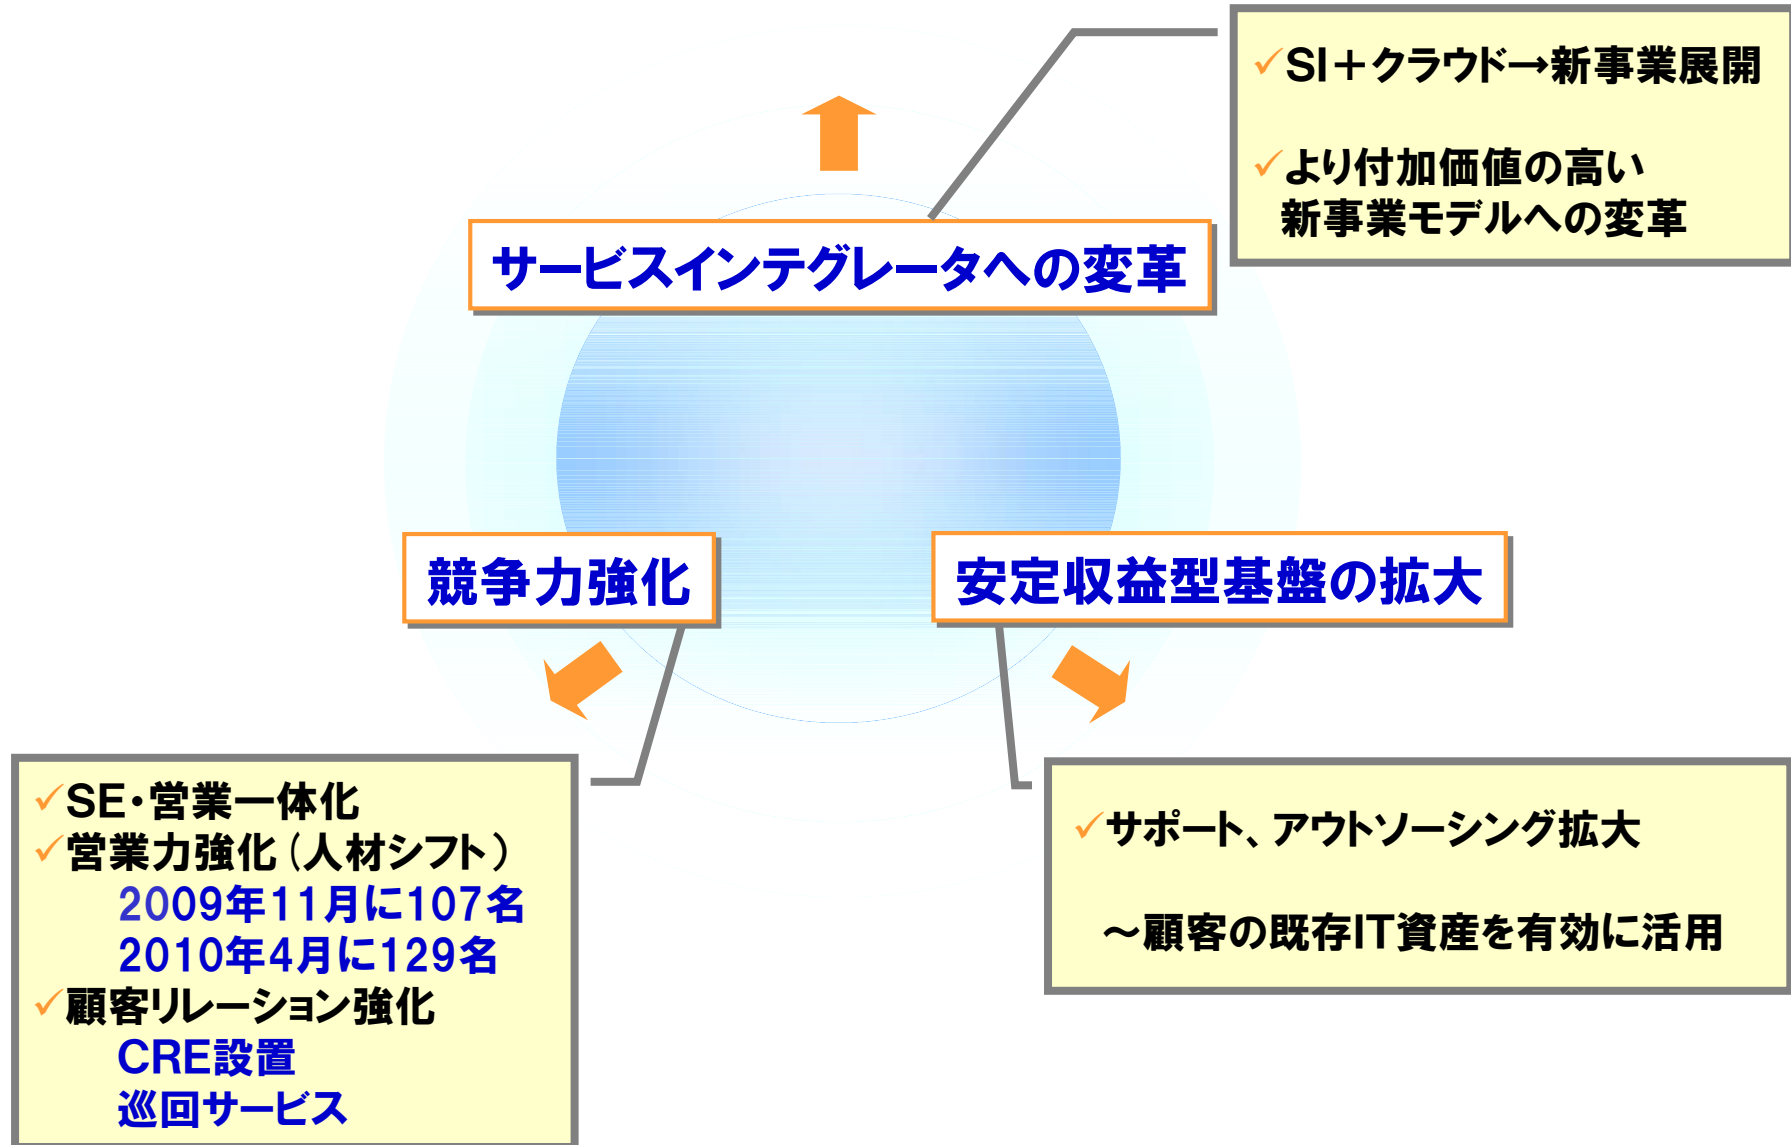 ✓SI＋クラウド→新事業展開
✓より付加価値の高い
新事業モデルへの変革
サービスインテグレータへの変革
競争力強化
安定収益型基盤の拡大
✓SE・営業一体化
✓営業力強化（人材シフト）
2009年11月に107名
2010年4月に129名
✓顧客リレーション強化
CRE設置
巡回サービス
✓サポート、アウトソーシング拡大
～顧客の既存IT資産を有効に活用